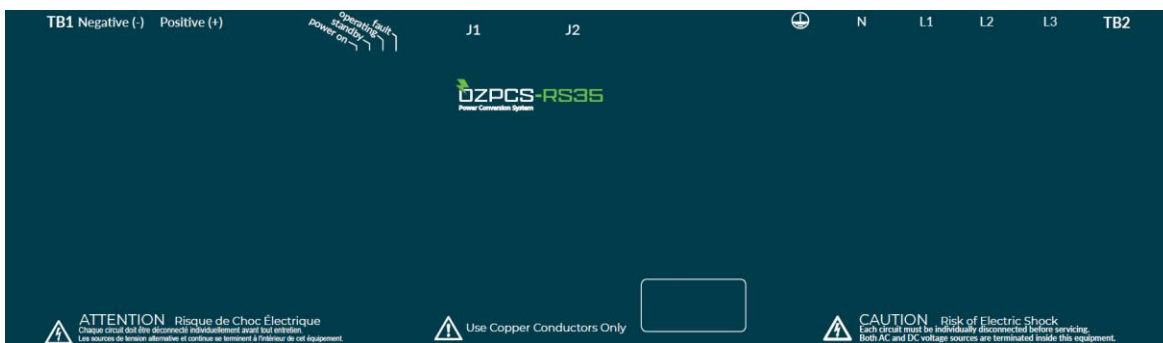 TB1 Negative (-) Positive (+)
power on
standby
operating
fault
J1 J2
N L1 L2 L3 TB2
OZPCS-RS35
Power Conversion System
ATTENTION Risque de Choc Électrique
Chaque circuit doit être déconnecté individuellement avant tout entretien.
Les sources de tension alternative et continue se terminent à l'intérieur de cet équipement.
Use Copper Conductors Only
CAUTION Risk of Electric Shock
Each circuit must be individually disconnected before servicing.
Both AC and DC voltage sources are terminated inside this equipment.